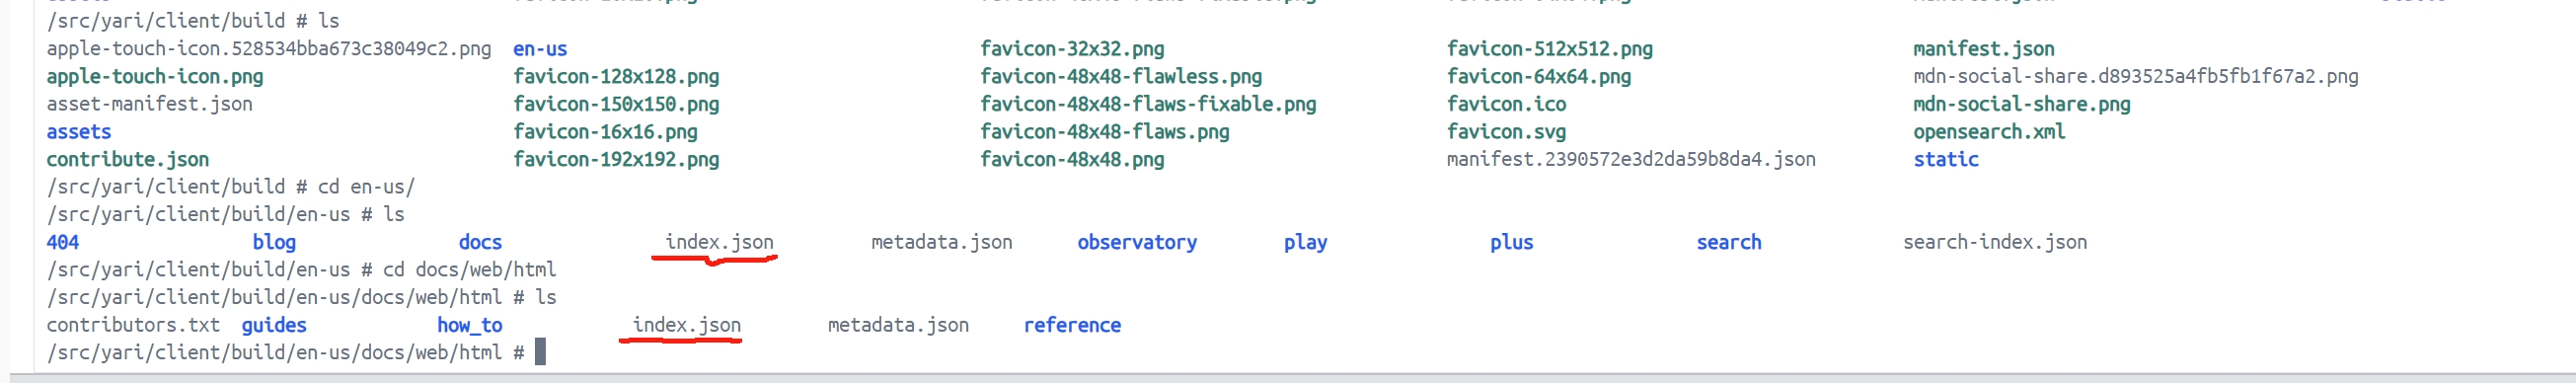 /src/yari/client/build # ls
apple-touch-icon.528534bba673c38049c2.png en-us favicon-32x32.png favicon-512x512.png manifest.json
apple-touch-icon.png favicon-128x128.png favicon-48x48-flawless.png favicon-64x64.png mdn-social-share.d893525a4fb5fb1f67a2.png
asset-manifest.json favicon-150x150.png favicon-48x48-flaws-fixable.png favicon.ico mdn-social-share.png
assets favicon-16x16.png favicon-48x48-flaws.png favicon.svg opensearch.xml
contribute.json favicon-192x192.png favicon-48x48.png manifest.2390572e3d2da59b8da4.json static
/src/yari/client/build # cd en-us/
/src/yari/client/build/en-us # ls
404 blog docs index.json metadata.json observatory play plus search search-index.json
/src/yari/client/build/en-us # cd docs/web/html
/src/yari/client/build/en-us/docs/web/html # ls
contributors.txt guides how_to index.json metadata.json reference
/src/yari/client/build/en-us/docs/web/html #